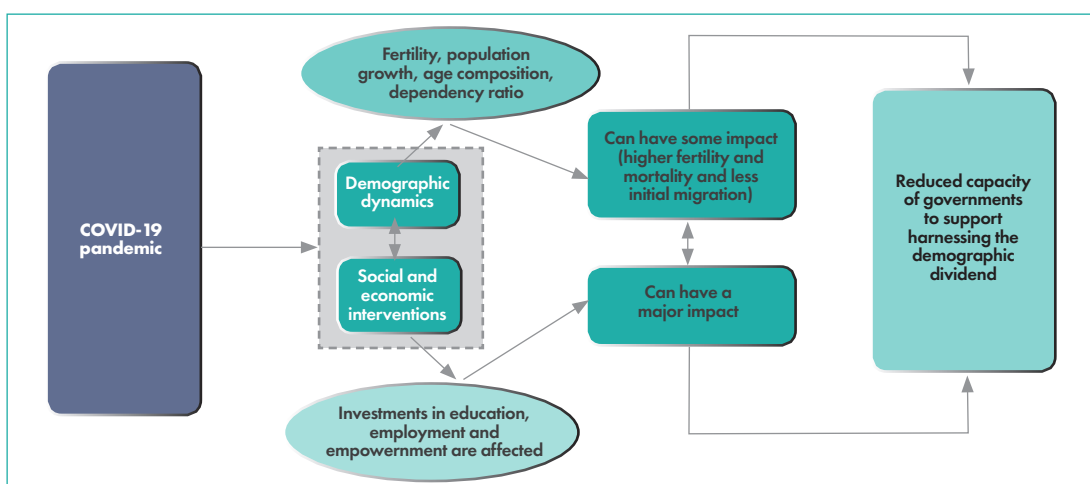 COVID-19
pandemic
Fertility, population
growth, age composition,
dependency ratio
Demographic
dynamics
Social and
economic
interventions
Investments in education,
employment and
empowernment are affected
Can have some impact
(higher fertility and
mortality and less
initial migration)
Can have a
major impact
Reduced capacity
of governments
to support
harnessing the
demographic
dividend